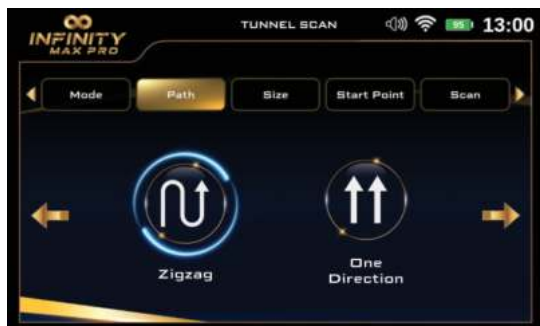 INFINITY
MAX PRO
TUNNEL SCAN
95
13:00
Mode
Path
Size
Start Point
Scan
Zigzag
One
Direction